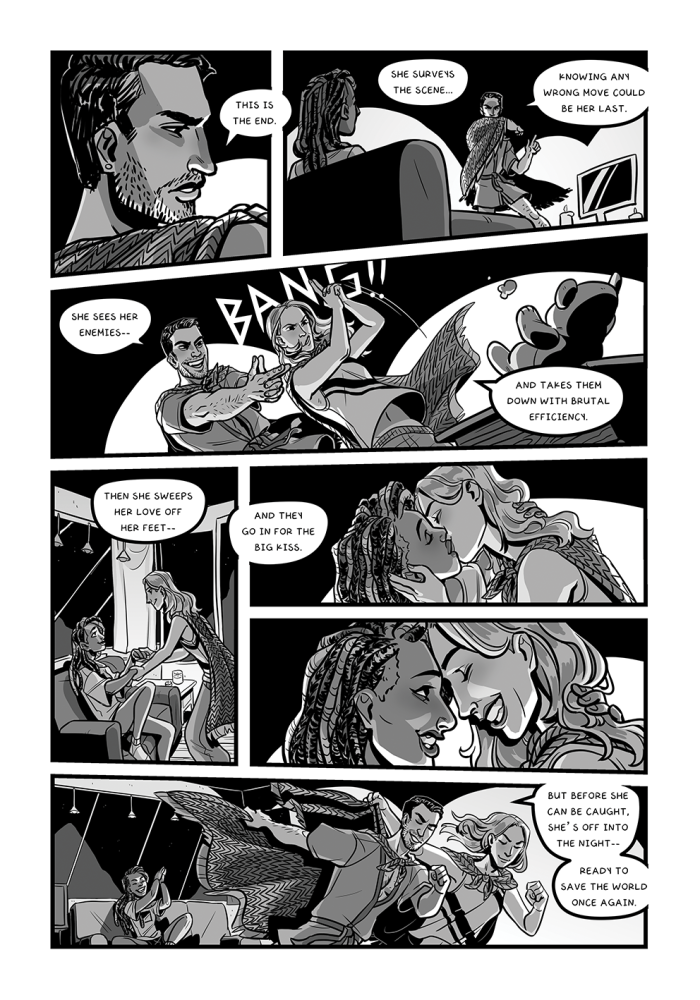 THIS IS
THE END.
SHE SURVEYS
THE SCENE...
KNOWING ANY
WRONG MOVE COULD
BE HER LAST.
SHE SEES HER
ENEMIES--
BANG!!
AND TAKES THEM
DOWN WITH BRUTAL
EFFICIENCY.
THEN SHE SWEEPS
HER LOVE OFF
HER FEET--
AND THEY
GO IN FOR THE
BIG KISS.
BUT BEFORE SHE
CAN BE CAUGHT,
SHE'S OFF INTO
THE NIGHT--
READY TO
SAVE THE WORLD
ONCE AGAIN.